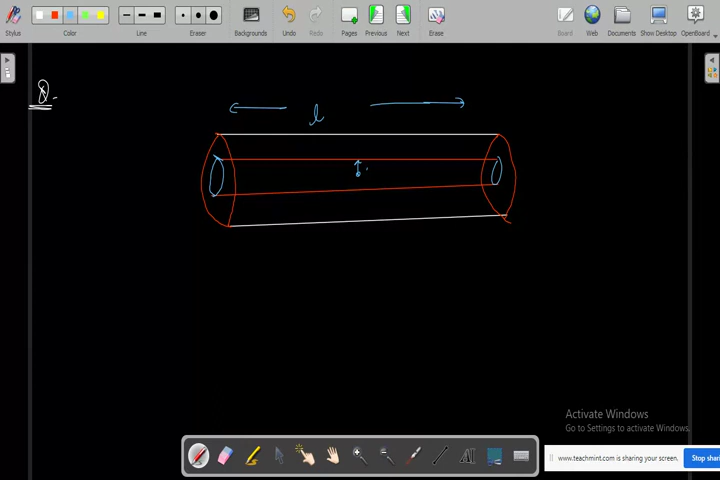 Stylus
Color
Line
Eraser
Backgrounds
Undo
Redo
Pages
Previous
Next
Erase
Board
Web
Documents
Show Desktop
OpenBoard
Q.
l
Activate Windows
Go to Settings to activate Windows.
www.teachmint.com is sharing your screen.
Stop shari